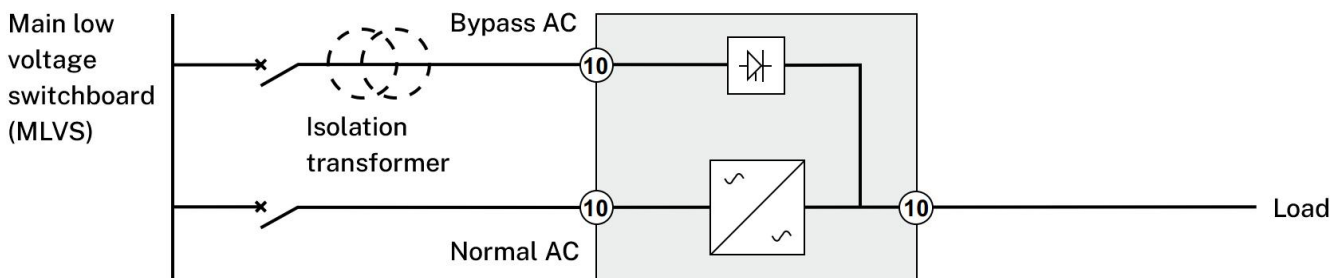 Main low
voltage
switchboard
(MLVS)
Bypass AC
10
Isolation
transformer
10
10
Load
Normal AC